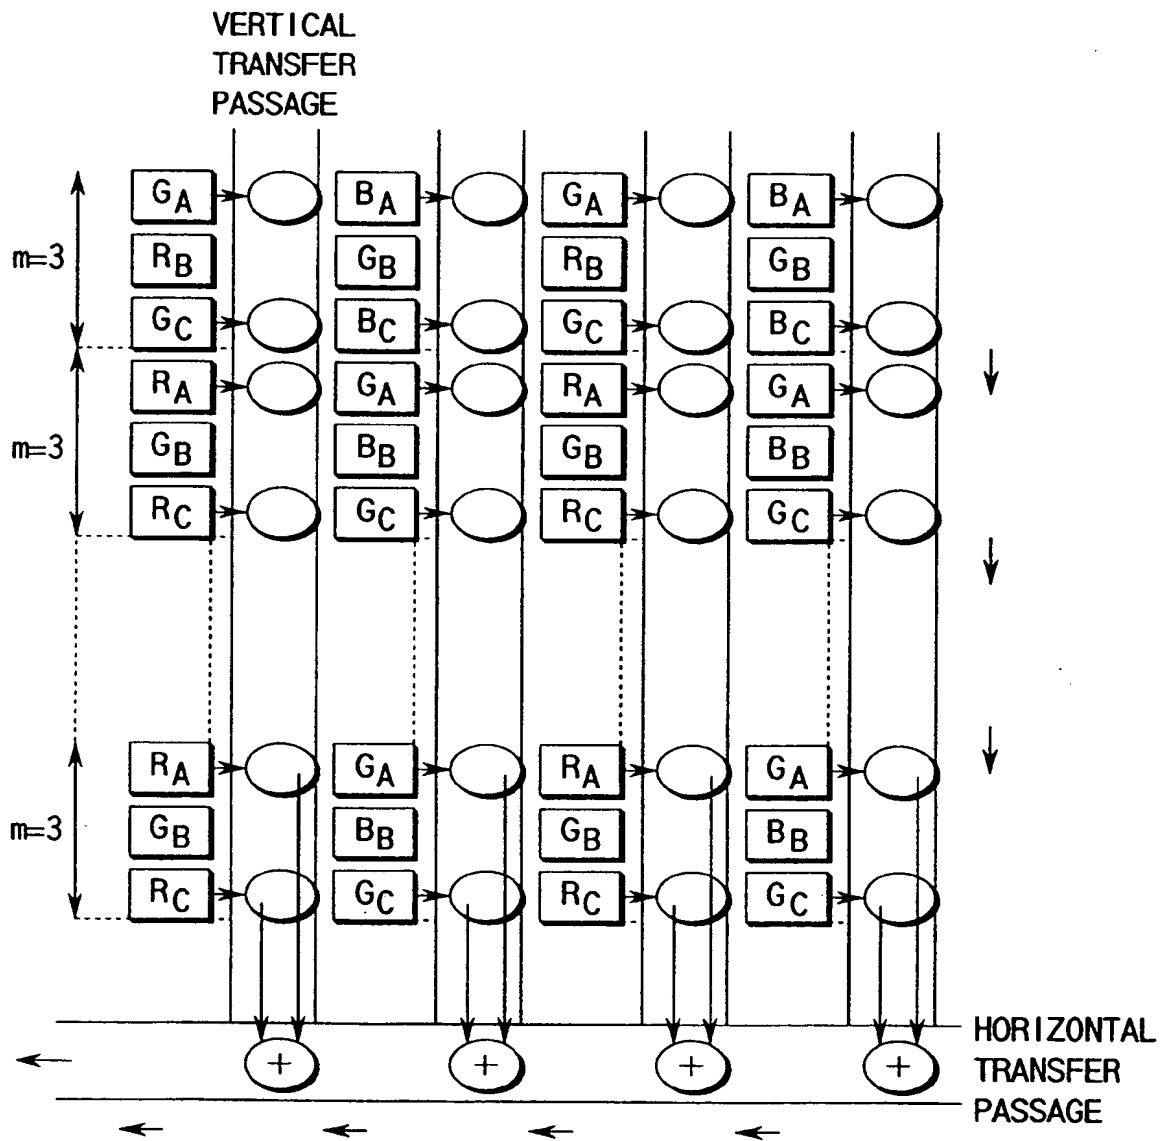 VERTICAL
TRANSFER
PASSAGE
GA BA GA BA
m=3
RB GB RB GB
GC BC GC BC
RA GA RA GA
m=3
GB BB GB BB
RC GC RC GC
RA GA RA GA
m=3
GB BB GB BB
RC GC RC GC
+ + + +
HORIZONTAL
TRANSFER
PASSAGE